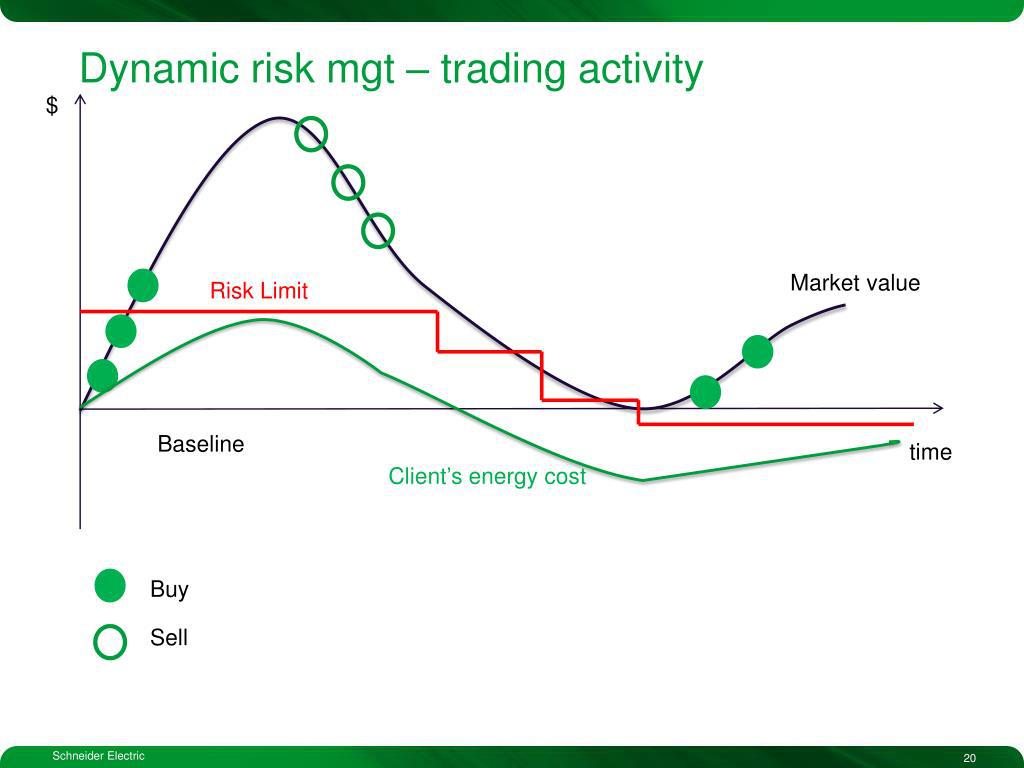 Dynamic risk mgt – trading activity
$
Market value
Risk Limit
Baseline
time
Client’s energy cost
Buy
Sell
Schneider Electric
20